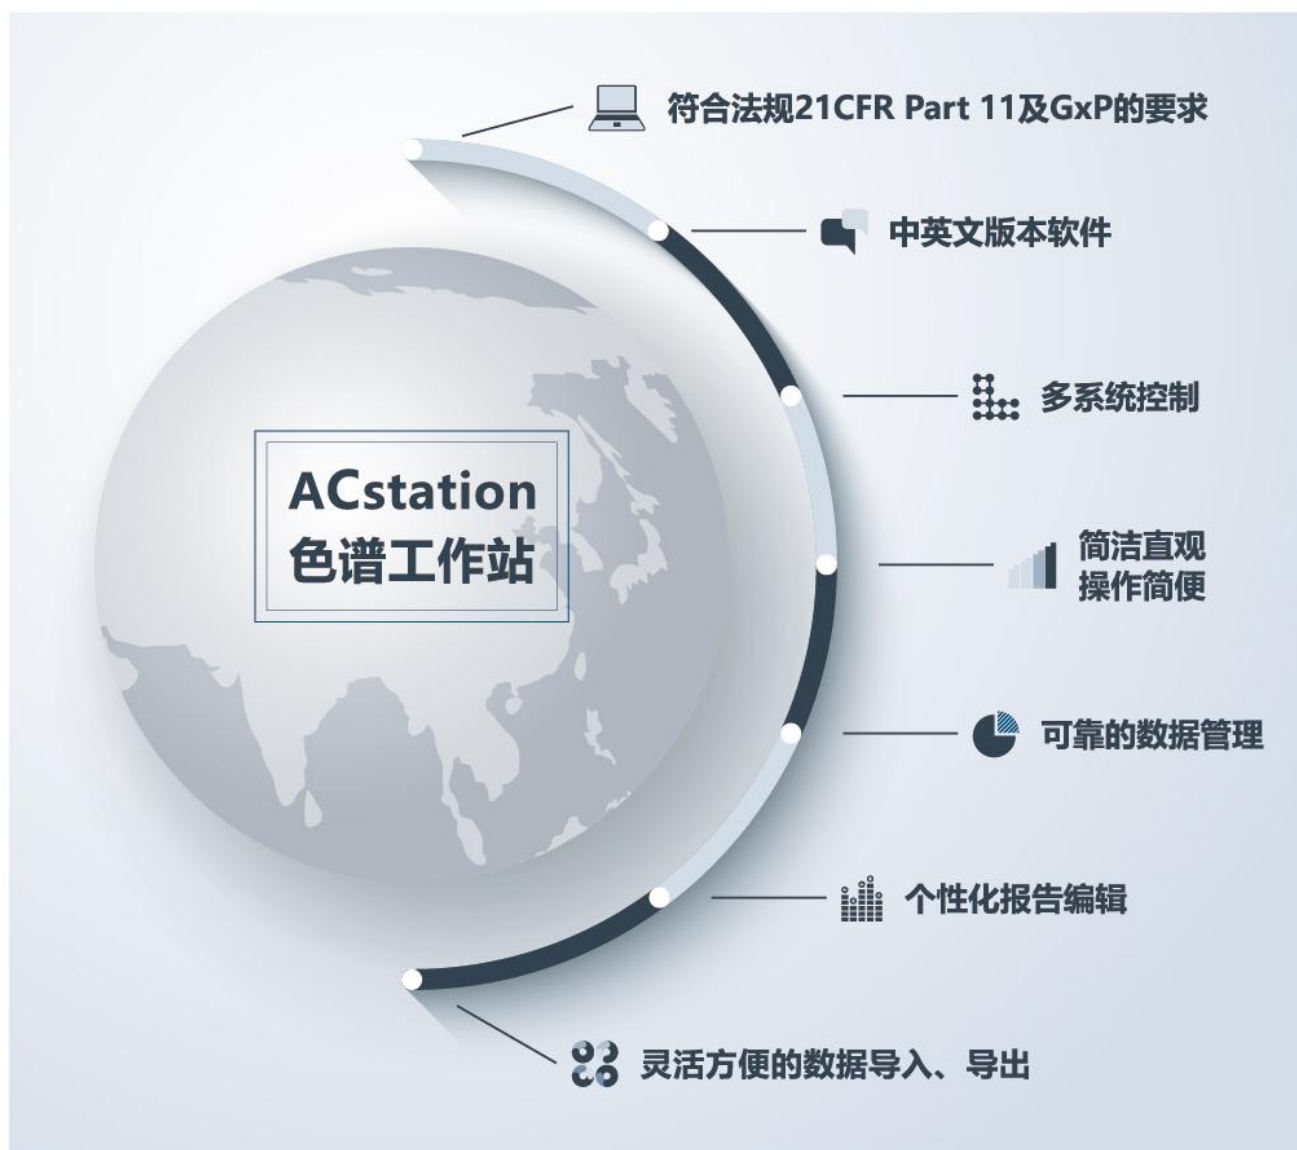 符合法规21CFR Part 11及GxP的要求
中英文版本软件
多系统控制
ACstation
色谱工作站
简洁直观
操作简便
可靠的数据管理
个性化报告编辑
灵活方便的数据导入、导出